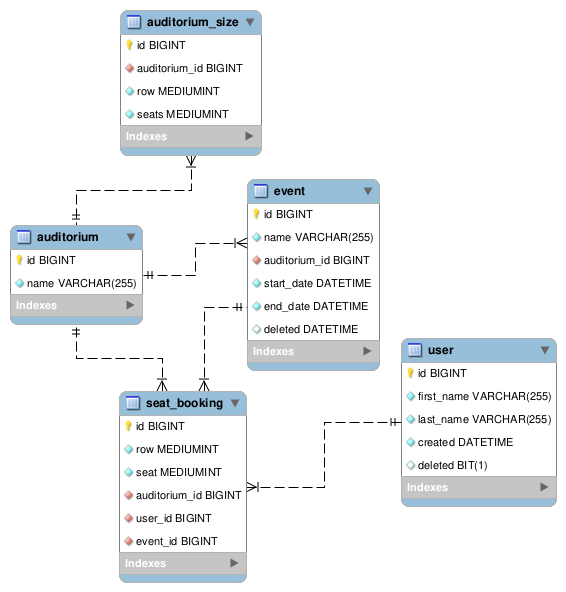 auditorium_size
id BIGINT
auditorium_id BIGINT
row MEDIUMINT
seats MEDIUMINT
Indexes
event
id BIGINT
name VARCHAR(255)
auditorium_id BIGINT
start_date DATETIME
end_date DATETIME
deleted DATETIME
Indexes
auditorium
id BIGINT
name VARCHAR(255)
Indexes
user
id BIGINT
first_name VARCHAR(255)
last_name VARCHAR(255)
created DATETIME
deleted BIT(1)
Indexes
seat_booking
id BIGINT
row MEDIUMINT
seat MEDIUMINT
auditorium_id BIGINT
user_id BIGINT
event_id BIGINT
Indexes